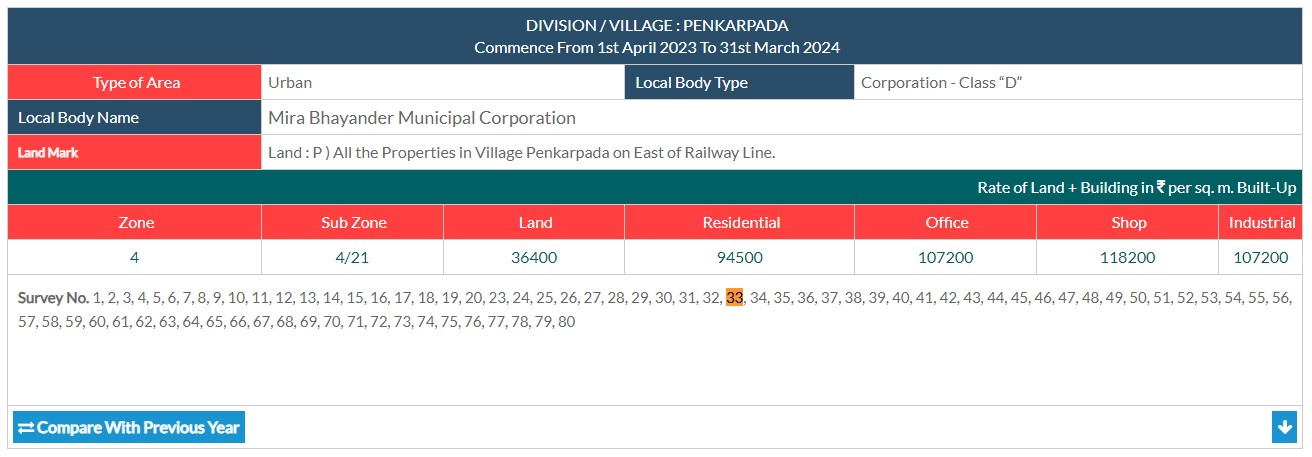 DIVISION / VILLAGE : PENKARPADA
Commence From 1st April 2023 To 31st March 2024
Type of Area Urban Local Body Type Corporation - Class “D”
Local Body Name Mira Bhayander Municipal Corporation
Land Mark Land : P ) All the Properties in Village Penkarpada on East of Railway Line.
Rate of Land + Building in ₹ per sq. m. Built-Up
Zone Sub Zone Land Residential Office Shop Industrial
4 4/21 36400 94500 107200 118200 107200
Survey No. 1, 2, 3, 4, 5, 6, 7, 8, 9, 10, 11, 12, 13, 14, 15, 16, 17, 18, 19, 20, 23, 24, 25, 26, 27, 28, 29, 30, 31, 32, 33, 34, 35, 36, 37, 38, 39, 40, 41, 42, 43, 44, 45, 46, 47, 48, 49, 50, 51, 52, 53, 54, 55, 56,
57, 58, 59, 60, 61, 62, 63, 64, 65, 66, 67, 68, 69, 70, 71, 72, 73, 74, 75, 76, 77, 78, 79, 80
Compare With Previous Year